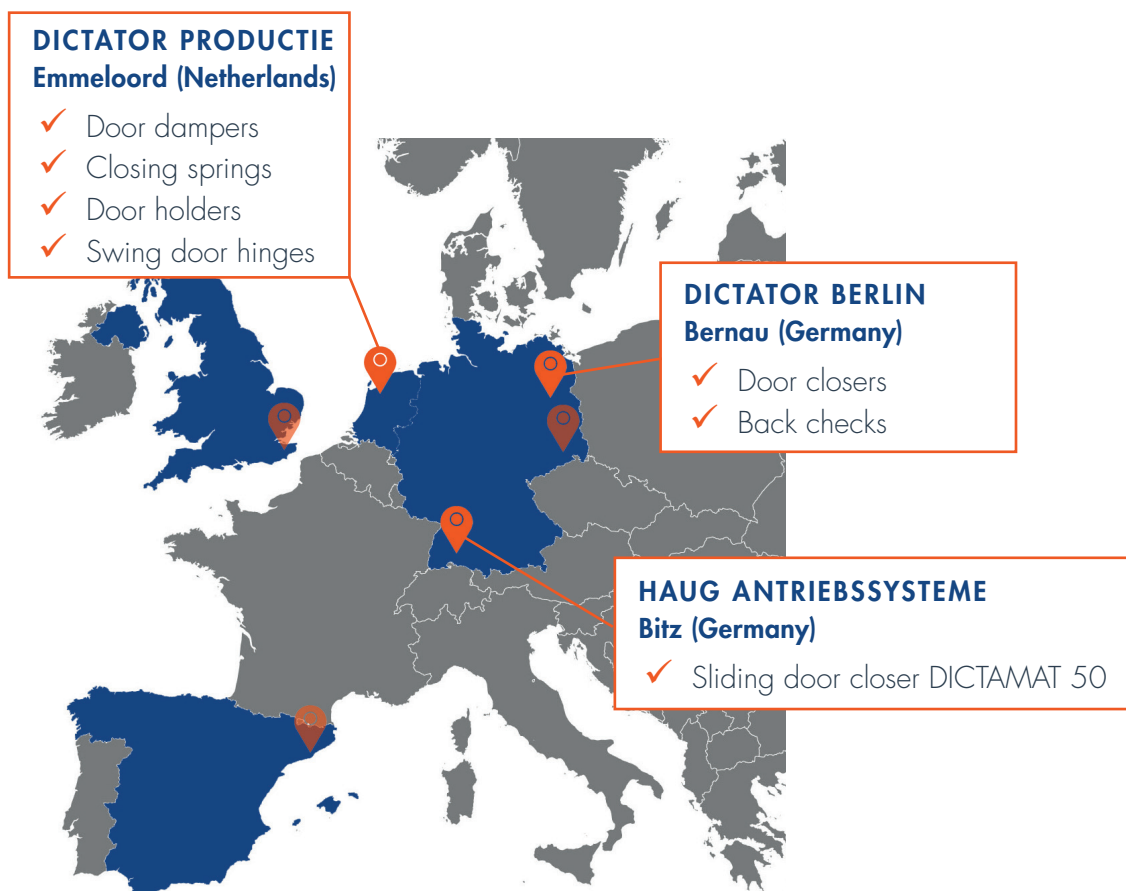 DICTATOR PRODUCTIE
Emmeloord (Netherlands)
Door dampers
Closing springs
Door holders
Swing door hinges
DICTATOR BERLIN
Bernau (Germany)
Door closers
Back checks
HAUG ANTRIEBSSYSTEME
Bitz (Germany)
Sliding door closer DICTAMAT 50